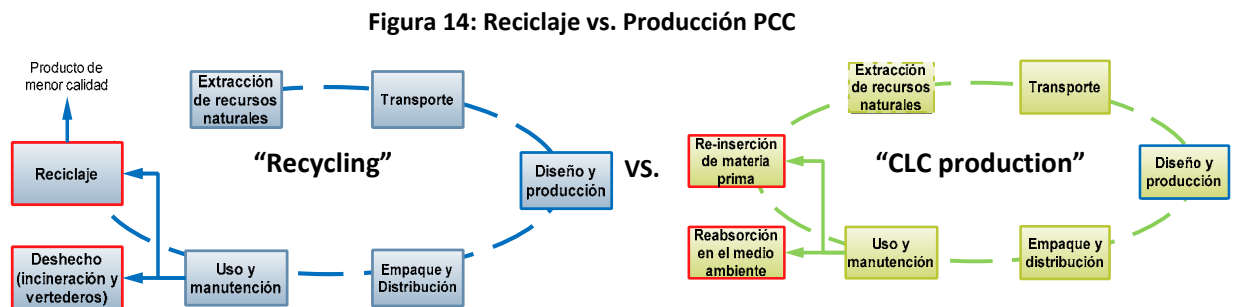 Figura 14: Reciclaje vs. Producción PCC
Producto de
menor calidad
Extracción
de recursos
naturales
Transporte
Reciclaje
“Recycling”
Diseño y
producción
Deshecho
(incineración y
vertederos)
Uso y
manutención
Empaque y
Distribución
VS.
Extracción
de recursos
naturales
Transporte
Re-inserción
de materia
prima
“CLC production”
Diseño y
producción
Reabsorción
en el medio
ambiente
Uso y
manutención
Empaque y
distribución